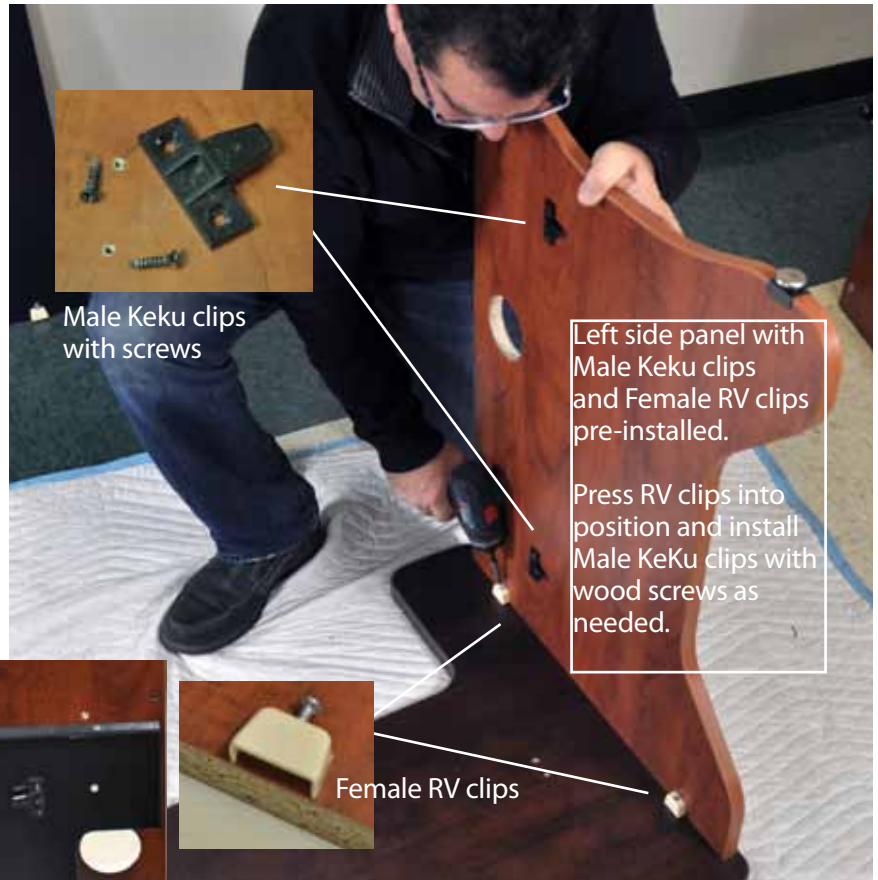 Male Keku clips
with screws
Left side panel with
Male Keku clips
and Female RV clips
pre-installed.
Press RV clips into
position and install
Male KeKu clips with
wood screws as
needed.
Female RV clips